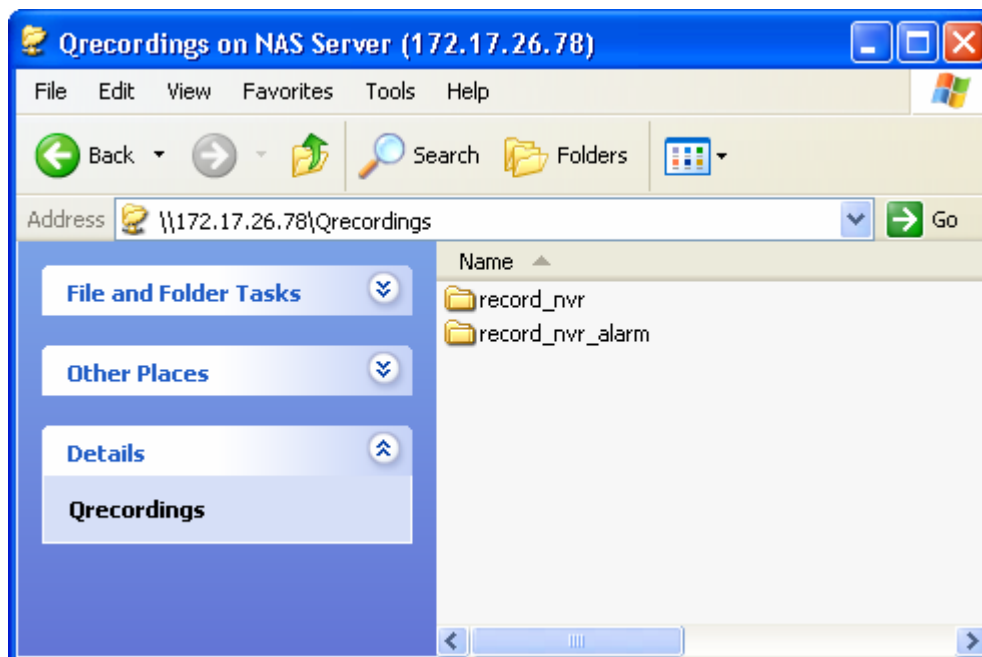 Qrecordings on NAS Server (172.17.26.78)
File Edit View Favorites Tools Help
Back Search Folders
Address \\172.17.26.78\Qrecordings Go
Name
File and Folder Tasks
record_nvr
record_nvr_alarm
Other Places
Details
Qrecordings